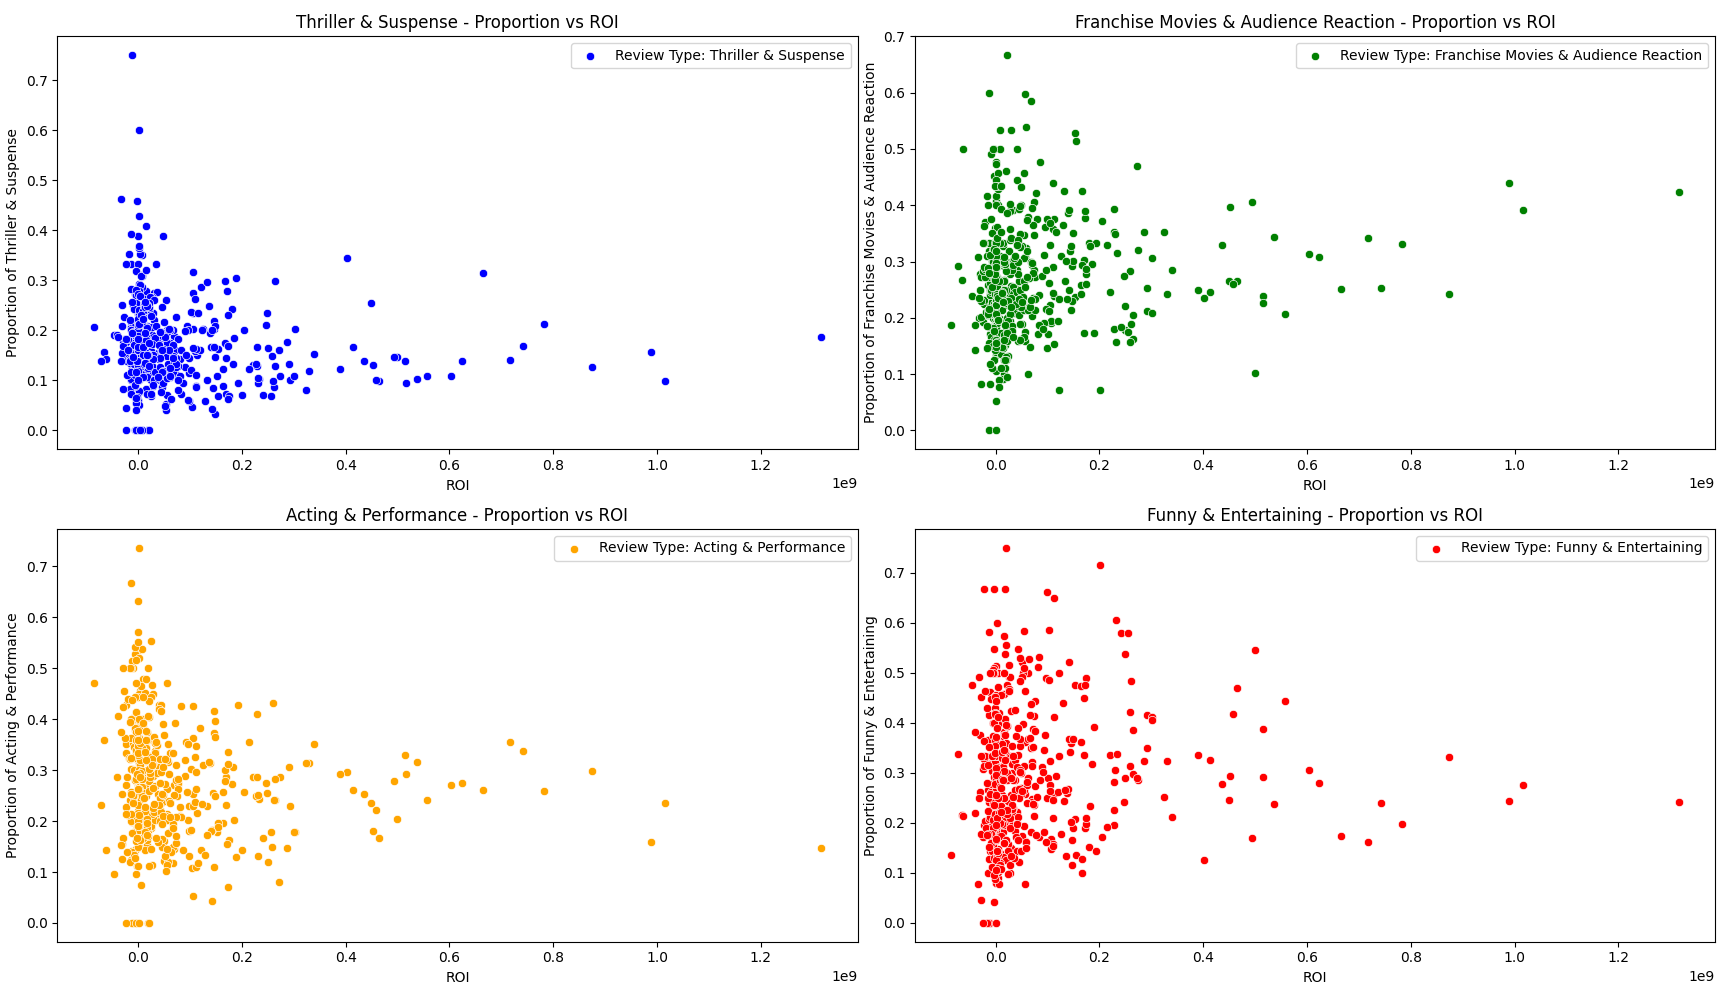 Thriller & Suspense - Proportion vs ROI
Review Type: Thriller & Suspense
Proportion of Thriller & Suspense
0.7
0.6
0.5
0.4
0.3
0.2
0.1
0.0
0.0 0.2 0.4 0.6 0.8 1.0 1.2
1e9
ROI
Franchise Movies & Audience Reaction - Proportion vs ROI
Review Type: Franchise Movies & Audience Reaction
Proportion of Franchise Movies & Audience Reaction
0.7
0.6
0.5
0.4
0.3
0.2
0.1
0.0
0.0 0.2 0.4 0.6 0.8 1.0 1.2
1e9
ROI
Acting & Performance - Proportion vs ROI
Review Type: Acting & Performance
Proportion of Acting & Performance
0.7
0.6
0.5
0.4
0.3
0.2
0.1
0.0
0.0 0.2 0.4 0.6 0.8 1.0 1.2
1e9
ROI
Funny & Entertaining - Proportion vs ROI
Review Type: Funny & Entertaining
Proportion of Funny & Entertaining
0.7
0.6
0.5
0.4
0.3
0.2
0.1
0.0
0.0 0.2 0.4 0.6 0.8 1.0 1.2
1e9
ROI